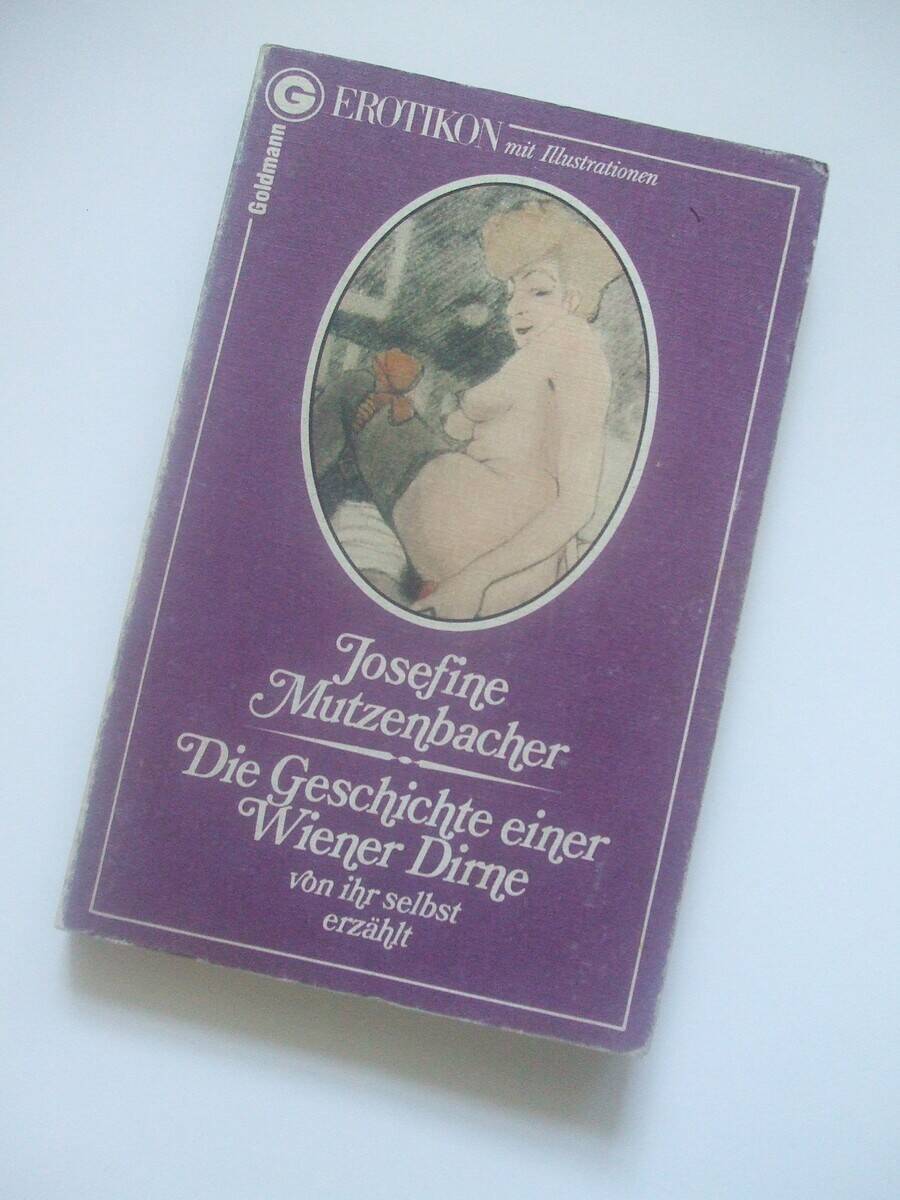 G
Goldmann
EROTIKON
mit Illustrationen
Josefine
Mutzenbacher
Die Geschichte einer
Wiener Dirne
von ihr selbst
erzählt